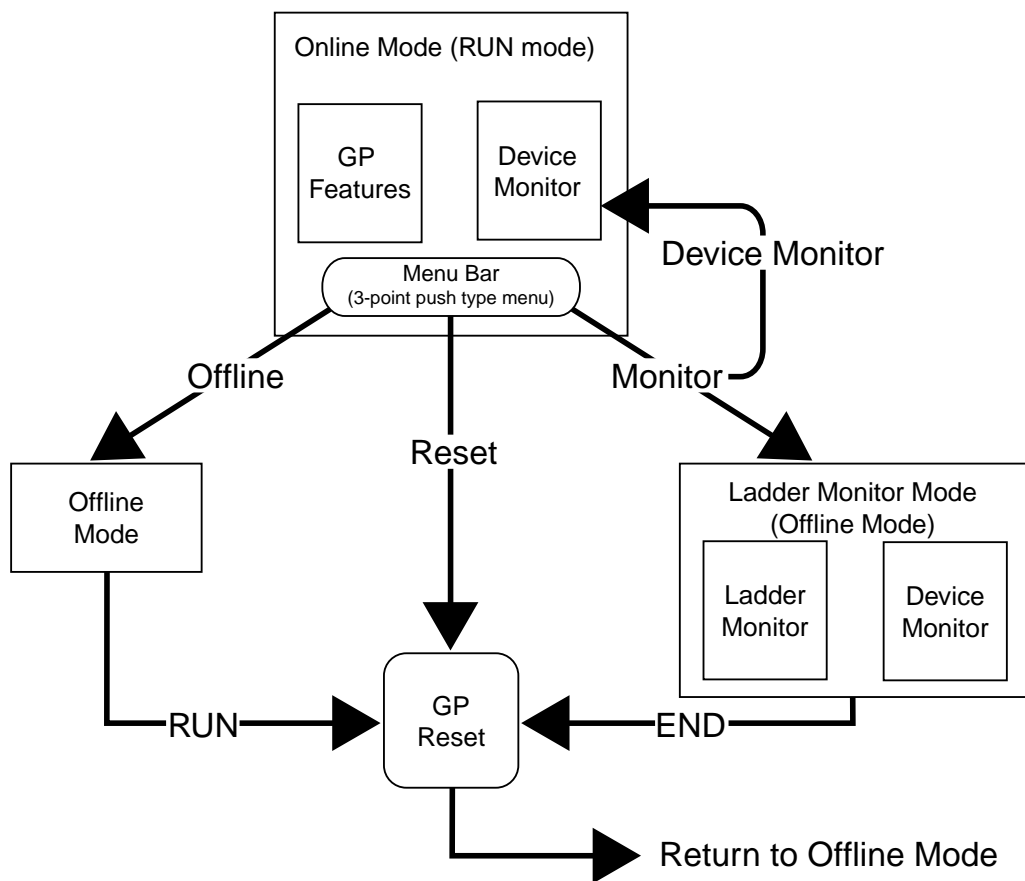 Online Mode (RUN mode)
GP
Features
Device
Monitor
Device Monitor
Menu Bar
(3-point push type menu)
Offline
Monitor
Reset
Offline
Mode
Ladder Monitor Mode
(Offline Mode)
Ladder
Monitor
Device
Monitor
GP
Reset
RUN
END
Return to Offline Mode